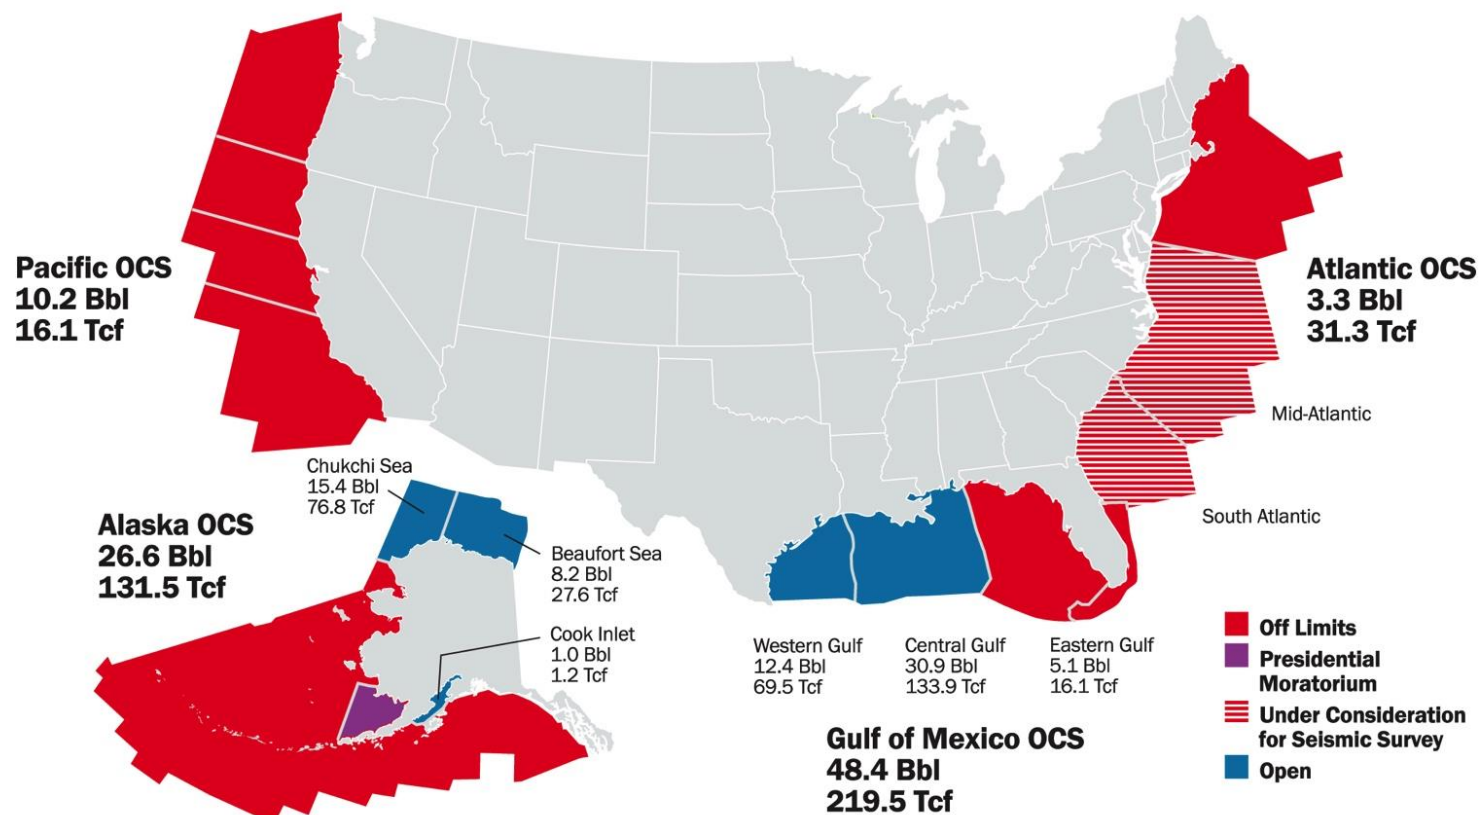 Pacific OCS
10.2 Bbl
16.1 Tcf
Atlantic OCS
3.3 Bbl
31.3 Tcf
Mid-Atlantic
South Atlantic
Chukchi Sea
15.4 Bbl
76.8 Tcf
Alaska OCS
26.6 Bbl
131.5 Tcf
Beaufort Sea
8.2 Bbl
27.6 Tcf
Cook Inlet
1.0 Bbl
1.2 Tcf
Western Gulf
12.4 Bbl
69.5 Tcf
Central Gulf
30.9 Bbl
133.9 Tcf
Eastern Gulf
5.1 Bbl
16.1 Tcf
Gulf of Mexico OCS
48.4 Bbl
219.5 Tcf
Off Limits
Presidential
Moratorium
Under Consideration
for Seismic Survey
Open